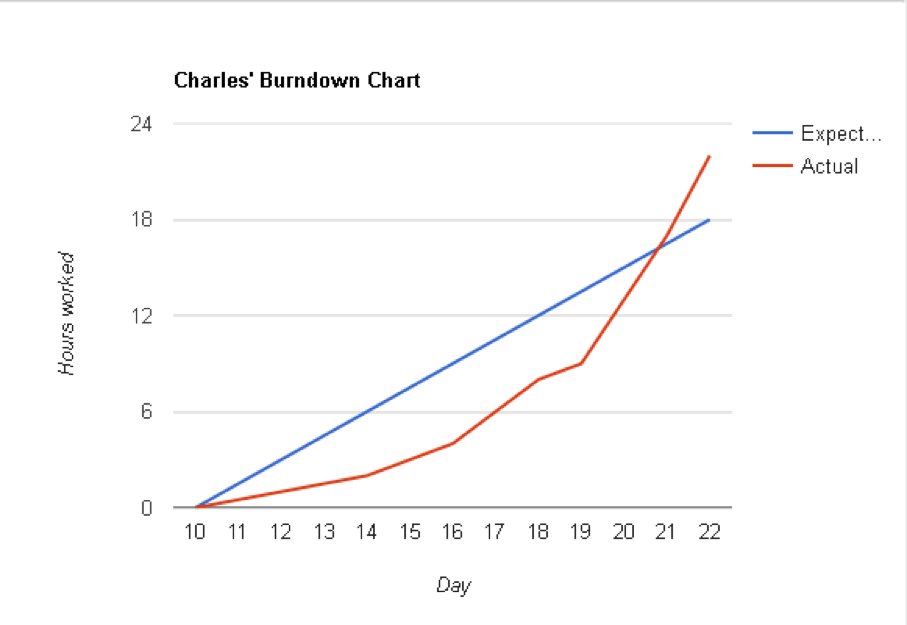 Charles' Burndown Chart
24
18
12
6
0
Hours worked
Expect...
Actual
10 11 12 13 14 15 16 17 18 19 20 21 22
Day